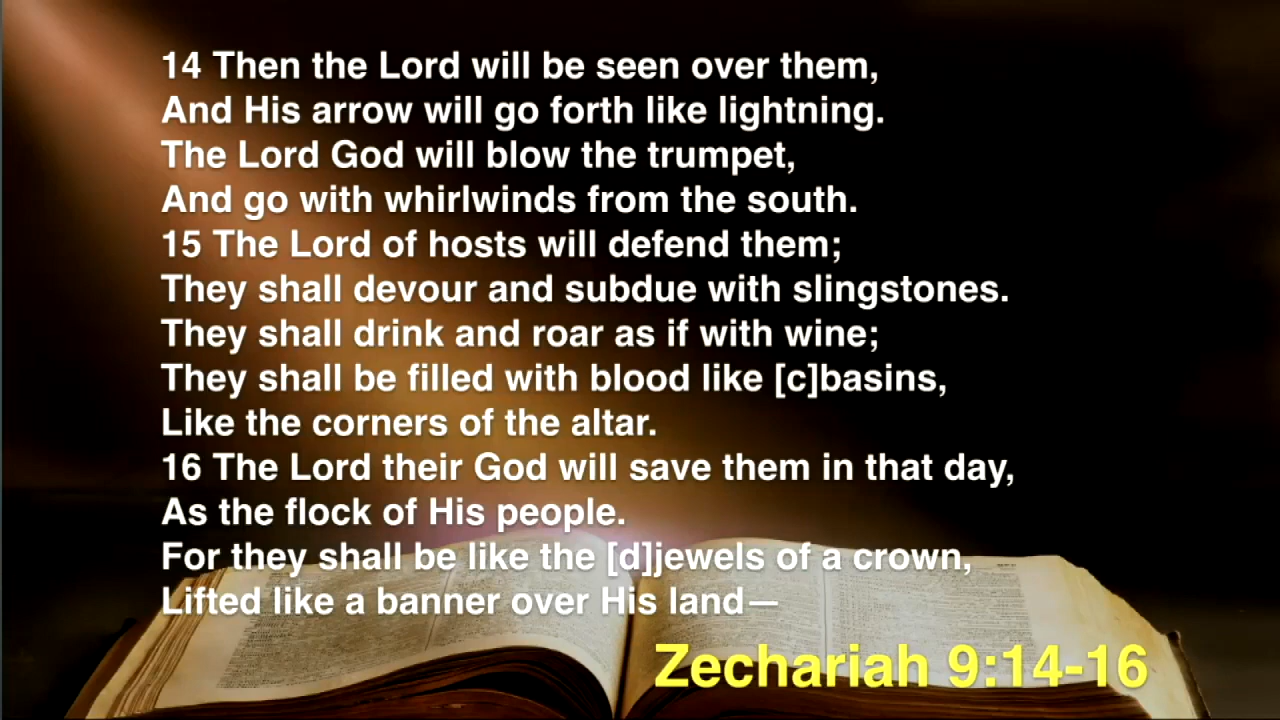 14 Then the Lord will be seen over them,
And His arrow will go forth like lightning.
The Lord God will blow the trumpet,
And go with whirlwinds from the south.
15 The Lord of hosts will defend them;
They shall devour and subdue with slingstones.
They shall drink and roar as if with wine;
They shall be filled with blood like [c]basins,
Like the corners of the altar.
16 The Lord their God will save them in that day,
As the flock of His people.
For they shall be like the [d]jewels of a crown,
Lifted like a banner over His land—
Zechariah 9:14-16